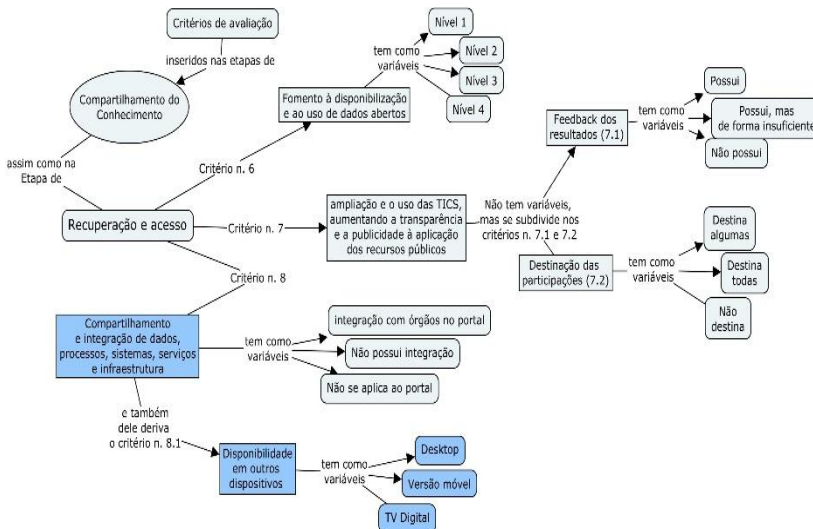 Critérios de avaliação
inseridos nas etapas de
Compartilhamento do
Conhecimento
assim como na
Etapa de
Recuperação e acesso
Critério n. 6
Fomento à disponibilização
e ao uso de dados abertos
tem como
variáveis
Nível 1
Nível 2
Nível 3
Nível 4
Critério n. 7
ampliação e o uso das TICS,
aumentando a transparência
e a publicidade à aplicação
dos recursos públicos
Não tem variáveis,
mas se subdivide nos
critérios n. 7.1 e 7.2
Feedback dos
resultados (7.1)
tem como
variáveis
Possui
Possui, mas
de forma insuficiente
Não possui
Destinação das
participações (7.2)
tem como
variáveis
Destina
algumas
Destina
todas
Não
destina
Critério n. 8
Compartilhamento
e integração de dados,
processos, sistemas, serviços
e infraestrutura
tem como
variáveis
integração com órgãos no portal
Não possui integração
Não se aplica ao portal
e também
dele deriva
o critério n. 8.1
Disponibilidade
em outros
dispositivos
tem como
variáveis
Desktop
Versão móvel
TV Digital